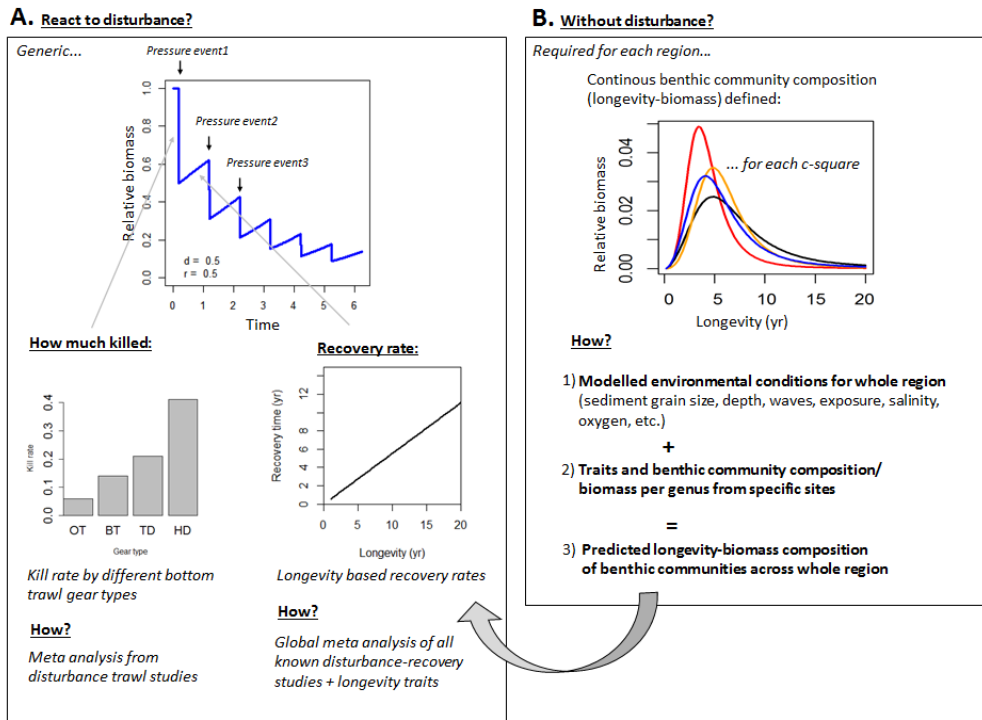 A. React to disturbance?
Generic...
Pressure event1
Pressure event2
Pressure event3
Relative biomass
1.0
0.8
0.6
0.4
0.2
0.0
d = 0.5
r = 0.5
0 1 2 3 4 5 6
Time
How much killed:
Kill rate
0.4
0.3
0.2
0.1
0.0
OT BT TD HD
Gear type
Kill rate by different bottom
trawl gear types
How?
Meta analysis from
disturbance trawl studies
Recovery rate:
Recovery time (yr)
12
8
6
4
2
0
0 5 10 15 20
Longevity (yr)
Longevity based recovery rates
How?
Global meta analysis of all
known disturbance-recovery
studies + longevity traits
B. Without disturbance?
Required for each region...
Continous benthic community composition
(longevity-biomass) defined:
... for each c-square
Relative biomass
0.04
0.02
0.00
0 5 10 15 20
Longevity (yr)
How?
1) Modelled environmental conditions for whole region
(sediment grain size, depth, waves, exposure, salinity,
oxygen, etc.)
+
2) Traits and benthic community composition/
biomass per genus from specific sites
=
3) Predicted longevity-biomass composition
of benthic communities across whole region